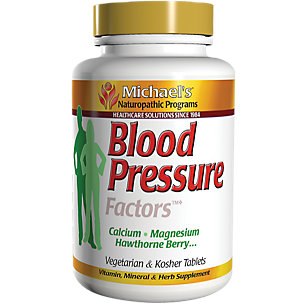 Michael's®
Naturopathic Programs
HEALTHCARE SOLUTIONS SINCE 1984
Blood
Pressure
Factors™❖
Calcium • Magnesium
Hawthorne Berry...
Vegetarian & Kosher Tablets
Vitamin, Mineral & Herb Supplement